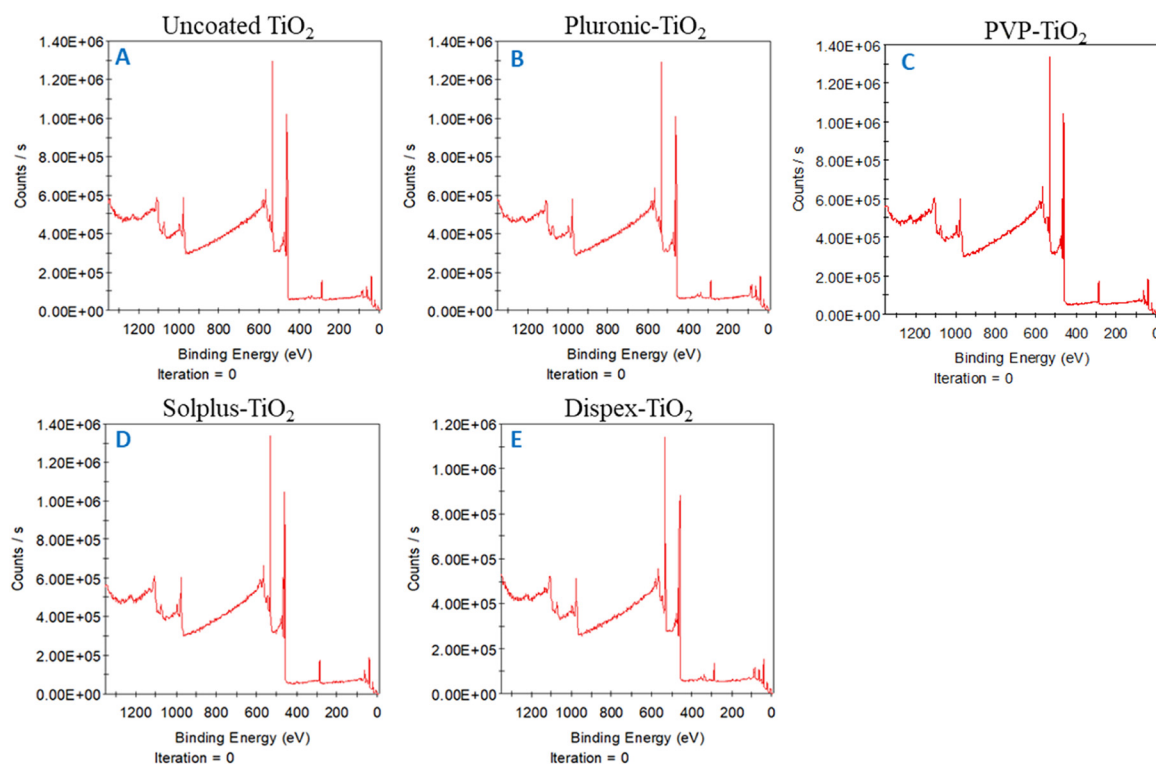 Uncoated TiO₂
A
1.40E+06
1.20E+06
1.00E+06
8.00E+05
6.00E+05
4.00E+05
2.00E+05
0.00E+00
Counts / s
1200 1000 800 600 400 200 0
Binding Energy (eV)
Iteration = 0
Pluronic-TiO₂
B
1.40E+06
1.20E+06
1.00E+06
8.00E+05
6.00E+05
4.00E+05
2.00E+05
0.00E+00
Counts / s
1200 1000 800 600 400 200 0
Binding Energy (eV)
Iteration = 0
PVP-TiO₂
C
1.40E+06
1.20E+06
1.00E+06
8.00E+05
6.00E+05
4.00E+05
2.00E+05
0.00E+00
Counts / s
1200 1000 800 600 400 200 0
Binding Energy (eV)
Iteration = 0
Solplus-TiO₂
D
1.40E+06
1.20E+06
1.00E+06
8.00E+05
6.00E+05
4.00E+05
2.00E+05
0.00E+00
Counts / s
1200 1000 800 600 400 200 0
Binding Energy (eV)
Iteration = 0
Dispex-TiO₂
E
1.20E+06
1.00E+06
8.00E+05
6.00E+05
4.00E+05
2.00E+05
0.00E+00
Counts / s
1200 1000 800 600 400 200 0
Binding Energy (eV)
Iteration = 0